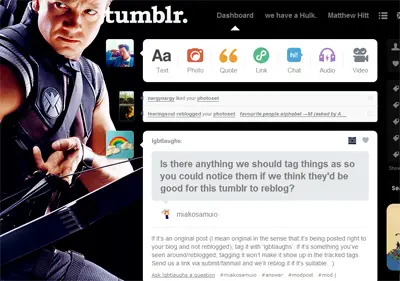 tumblr.
Dashboard we have a Hulk. Matthew Hitt
Aa
Text Photo Quote Link Chat Audio Video
liked your photoset
reblogged your photoset favourite people alphabet
lgbtlaughs:
Is there anything we should tag things as so
you could notice them if we think they'd be
good for this tumblr to reblog?
miakosamuio
If it's an original post (i mean original in the sense that it's being posted right to
your blog and not reblogged), tag it with 'lgbtlaughs' If it's something you've
seen around/reblogged, tagging it won't make it show up in the tracked tags.
Send us a link via submit/fanmail and we'll reblog it if it's suitable :)
Ask lgbtlaughs a question #miakosamuio #answer #modpost #mod j